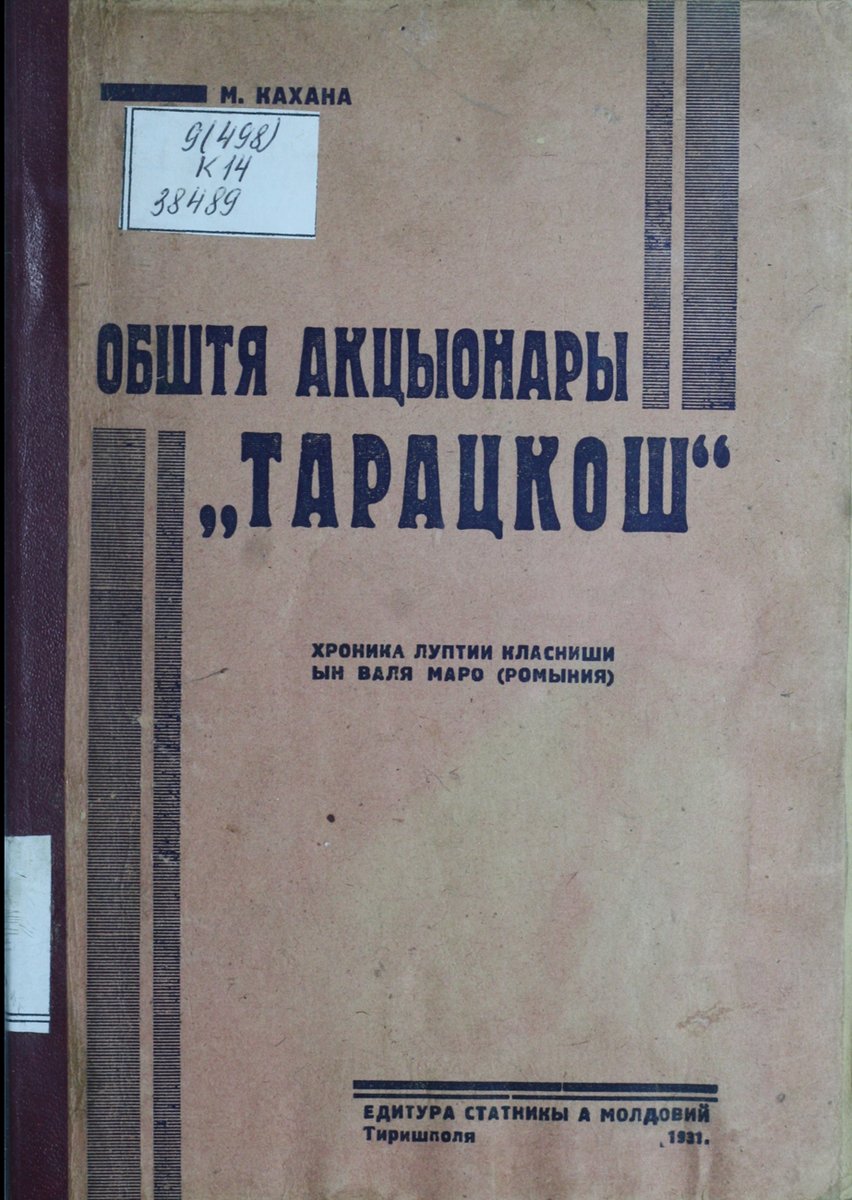 М. КАХАНА
9(498)
К 14
38489
ОБШТЯ АКЦЫОНАРЫ
„ТАРАЦКОШ“
ХРОНИКА ЛУПТИИ КЛАСНИШИ
ЫН ВАЛЯ МАРО (РОМЫНИЯ)
ЕДИТУРА СТАТНИКЫ А МОЛДОВИЙ
Тиришполя 1931.